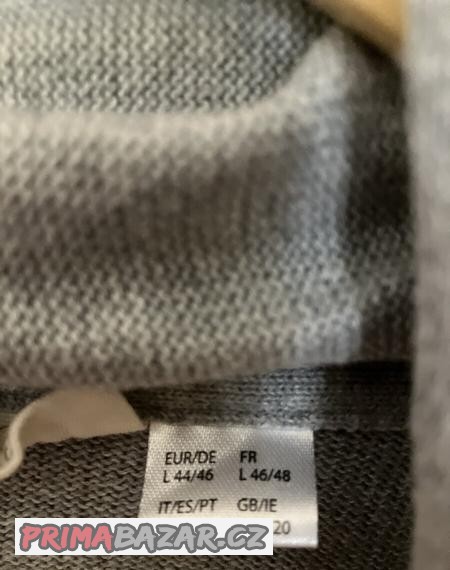 EUR/DE FR
L 44/46 L 46/48
IT/ES/PT GB/IE
20
PRIMABAZAR.CZ